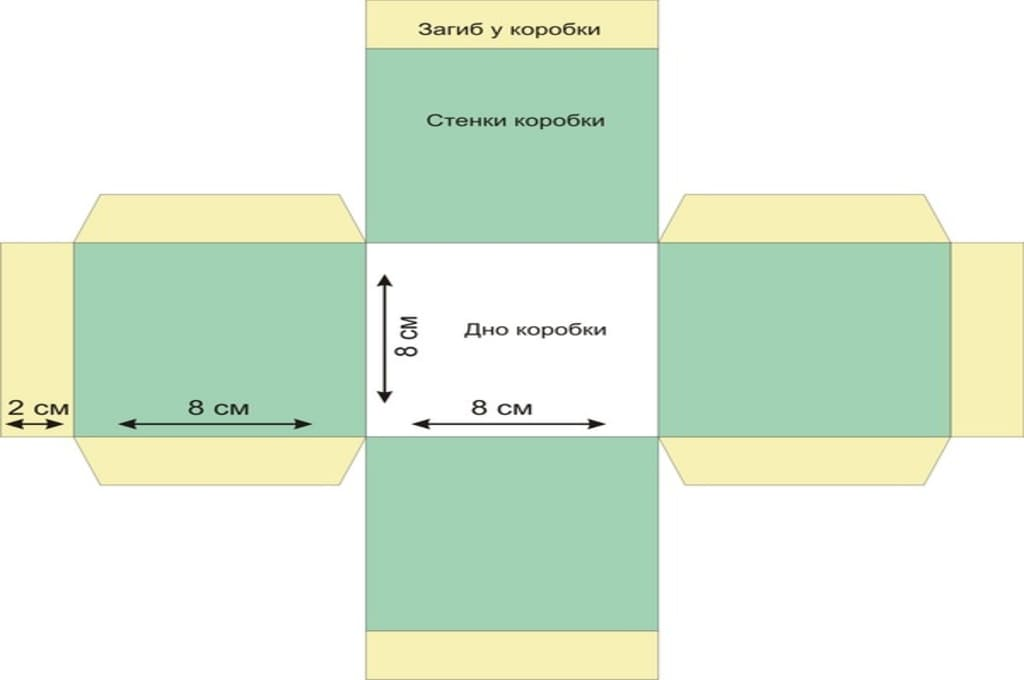 Загиб у коробки
Стенки коробки
8 см
Дно коробки
2 см
8 см
8 см